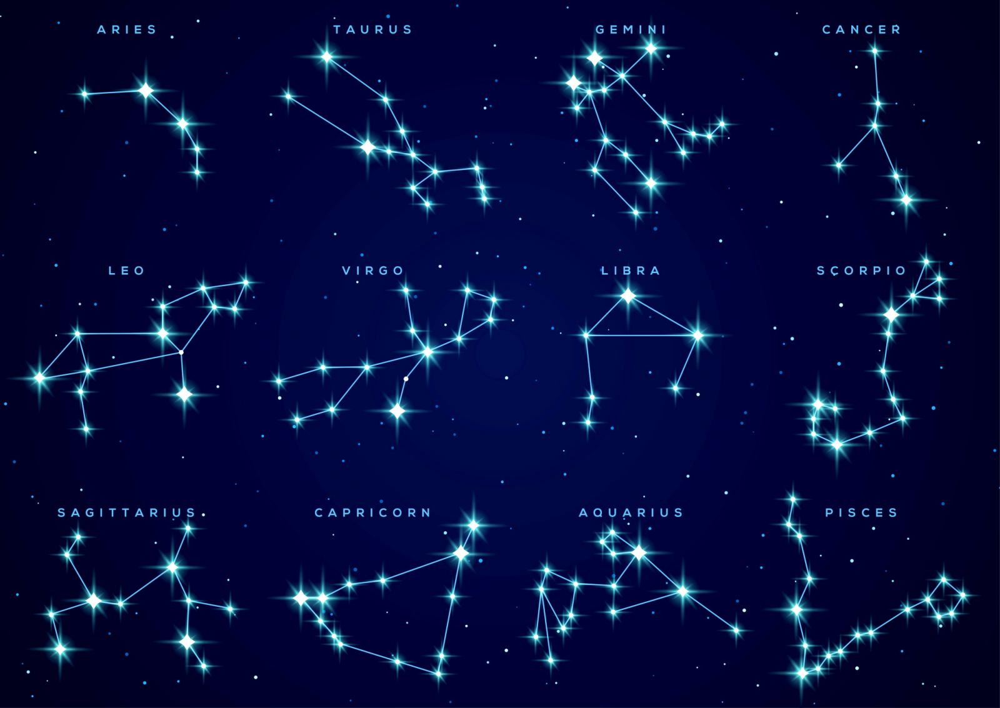 ARIES
TAURUS
GEMINI
CANCER
LEO
VIRGO
LIBRA
SCORPIO
SAGITTARIUS
CAPRICORN
AQUARIUS
PISCES